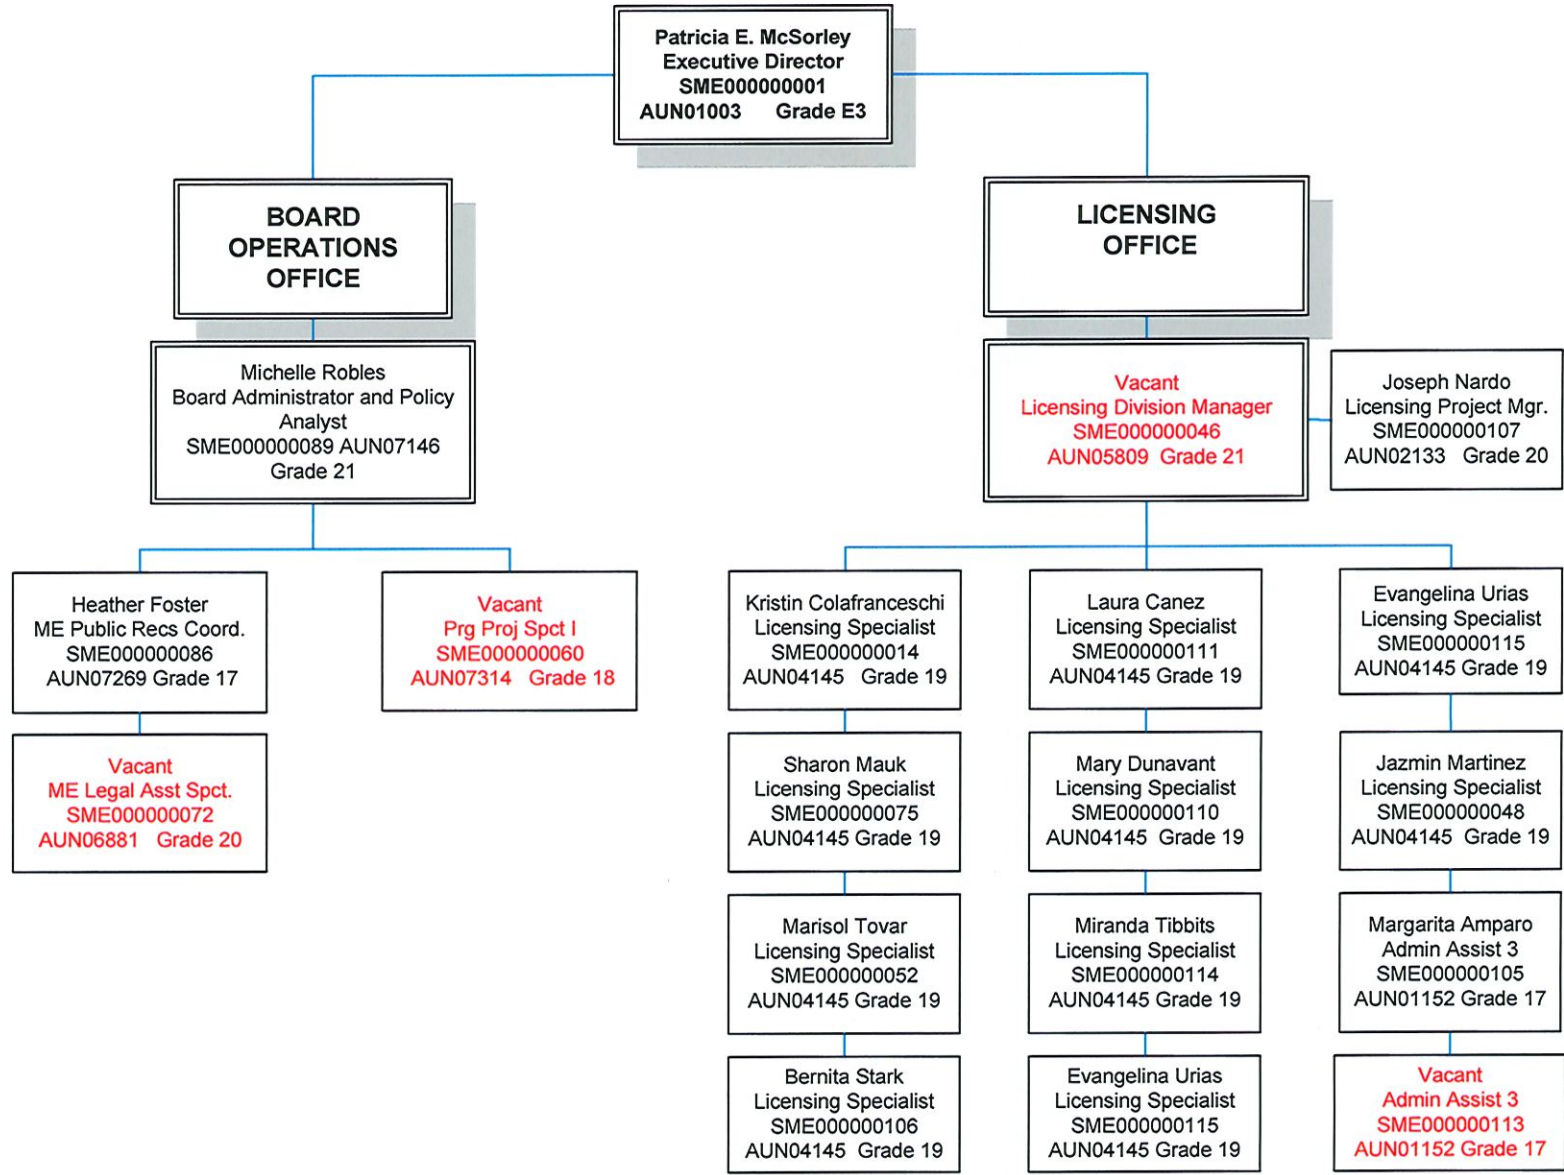 Patricia E. McSorley
Executive Director
SME000000001
AUN01003 Grade E3
BOARD
OPERATIONS
OFFICE
LICENSING
OFFICE
Michelle Robles
Board Administrator and Policy
Analyst
SME000000089 AUN07146
Grade 21
Vacant
Licensing Division Manager
SME000000046
AUN05809 Grade 21
Joseph Nardo
Licensing Project Mgr.
SME000000107
AUN02133 Grade 20
Heather Foster
ME Public Recs Coord.
SME000000086
AUN07269 Grade 17
Vacant
Prg Proj Spct I
SME000000060
AUN07314 Grade 18
Vacant
ME Legal Asst Spct.
SME000000072
AUN06881 Grade 20
Kristin Colafranceschi
Licensing Specialist
SME000000014
AUN04145 Grade 19
Laura Canez
Licensing Specialist
SME000000111
AUN04145 Grade 19
Evangelina Urias
Licensing Specialist
SME000000115
AUN04145 Grade 19
Sharon Mauk
Licensing Specialist
SME000000075
AUN04145 Grade 19
Mary Dunavant
Licensing Specialist
SME000000110
AUN04145 Grade 19
Jazmin Martinez
Licensing Specialist
SME000000048
AUN04145 Grade 19
Marisol Tovar
Licensing Specialist
SME000000052
AUN04145 Grade 19
Miranda Tibbits
Licensing Specialist
SME000000114
AUN04145 Grade 19
Margarita Amparo
Admin Assist 3
SME000000105
AUN01152 Grade 17
Bernita Stark
Licensing Specialist
SME000000106
AUN04145 Grade 19
Evangelina Urias
Licensing Specialist
SME000000115
AUN04145 Grade 19
Vacant
Admin Assist 3
SME000000113
AUN01152 Grade 17